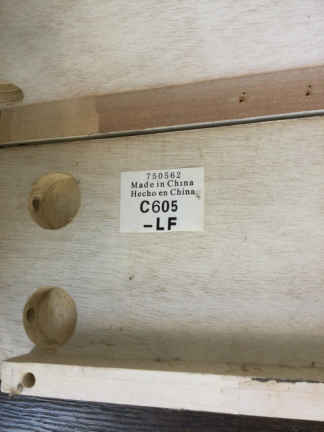 750562
Made in China
Hecho en China
C605
-LF